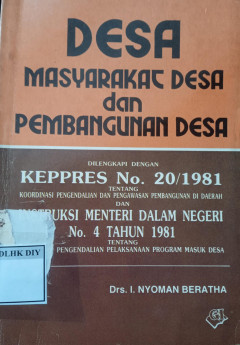 DESA
MASYARAKAT DESA
dan
PEMBANGUNAN DESA
DILENGKAPI DENGAN
KEPPRES No. 20/1981
TENTANG
KOORDINASI PENGENDALIAN DAN PENGAWASAN PEMBANGUNAN DI DAERAH
DAN
INSTRUKSI MENTERI DALAM NEGERI
No. 4 TAHUN 1981
TENTANG
PENGENDALIAN PELAKSANAAN PROGRAM MASUK DESA
DLHK DIY
Drs. I. NYOMAN BERATHA